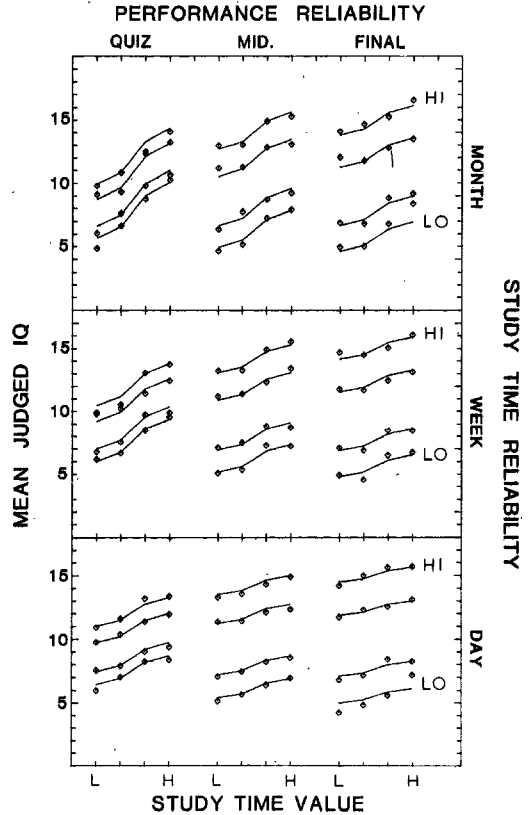 PERFORMANCE RELIABILITY
QUIZ MID. FINAL
15
10
5
HI
LO
MONTH
15
10
5
HI
LO
WEEK
15
10
5
HI
LO
DAY
MEAN JUDGED IQ
STUDY TIME RELIABILITY
L H L H L H
STUDY TIME VALUE